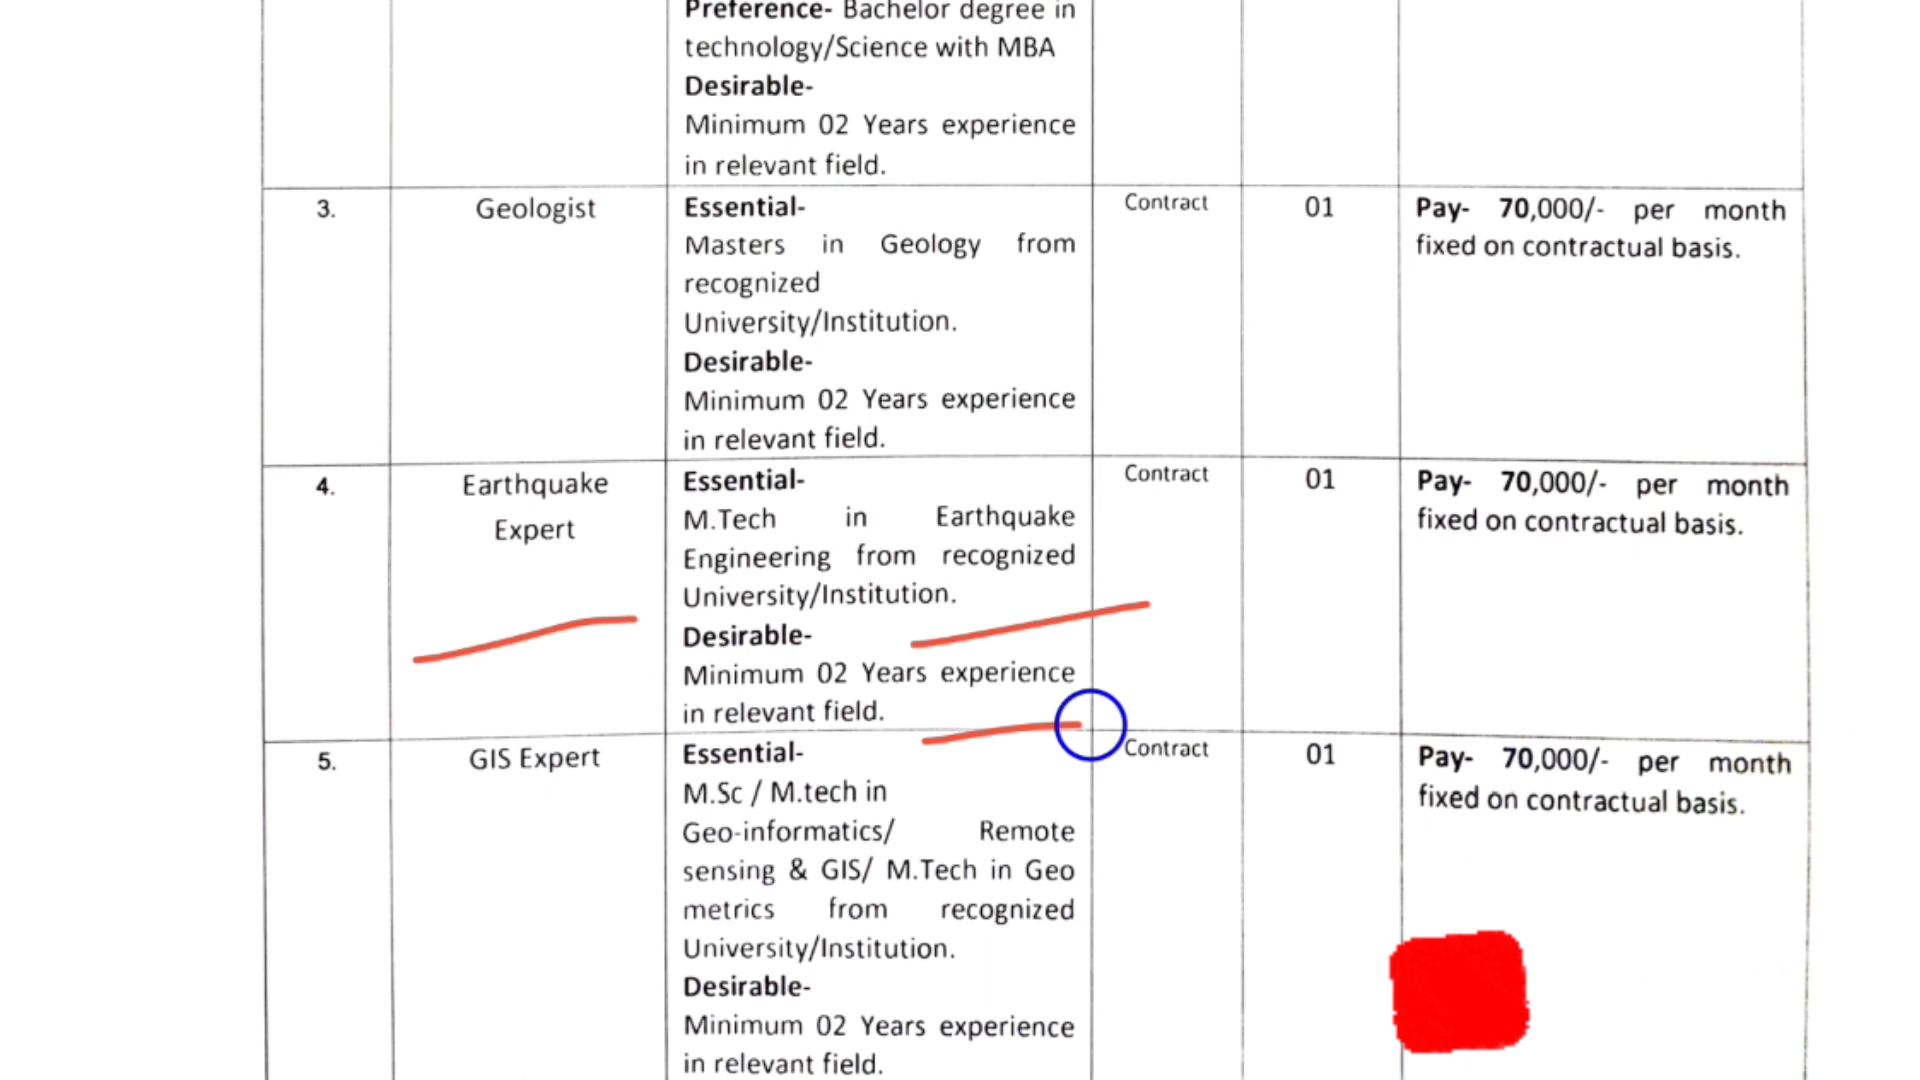 Preference- Bachelor degree in
technology/Science with MBA
Desirable-
Minimum 02 Years experience
in relevant field.
3. Geologist Essential- Contract 01 Pay- 70,000/- per month
Masters in Geology from fixed on contractual basis.
recognized
University/Institution.
Desirable-
Minimum 02 Years experience
in relevant field.
4. Earthquake Essential- Contract 01 Pay- 70,000/- per month
Expert M.Tech in Earthquake fixed on contractual basis.
Engineering from recognized
University/Institution.
Desirable-
Minimum 02 Years experience
in relevant field.
5. GIS Expert Essential- Contract 01 Pay- 70,000/- per month
M.Sc / M.tech in fixed on contractual basis.
Geo-informatics/ Remote
sensing & GIS/ M.Tech in Geo
metrics from recognized
University/Institution.
Desirable-
Minimum 02 Years experience
in relevant field.